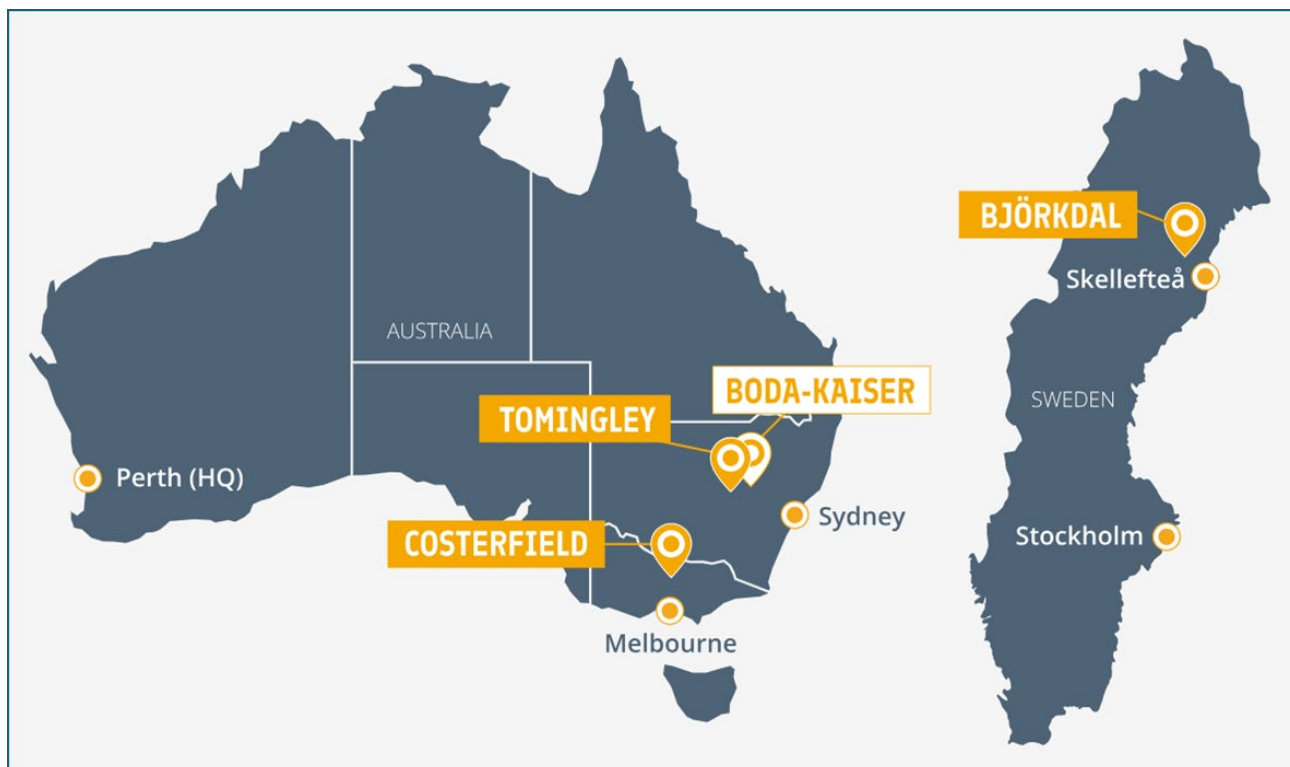 BJÖRKDAL
Skellefteå
AUSTRALIA
BODA-KAISER
SWEDEN
TOMINGLEY
Perth (HQ)
Sydney
COSTERFIELD
Stockholm
Melbourne